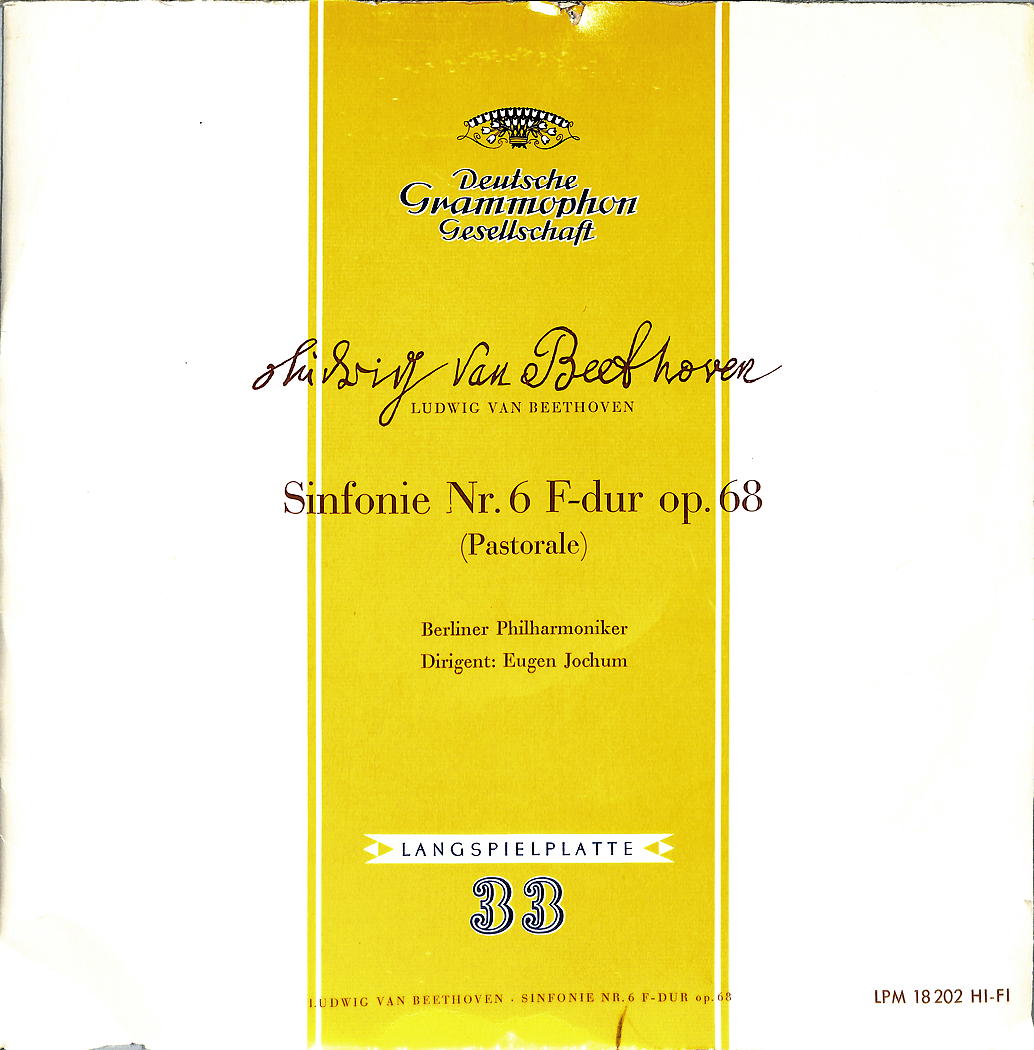 Deutsche
Grammophon
Gesellschaft
Ludwig van Beethoven
LUDWIG VAN BEETHOVEN
Sinfonie Nr. 6 F-dur op. 68
(Pastorale)
Berliner Philharmoniker
Dirigent: Eugen Jochum
LANGSPIELPLATTE
33
LUDWIG VAN BEETHOVEN · SINFONIE NR. 6 F-DUR op. 68
LPM 18 202 HI-FI